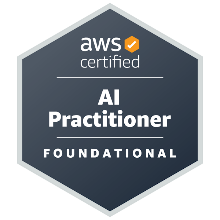 aws
certified
AI
Practitioner
FOUNDATIONAL